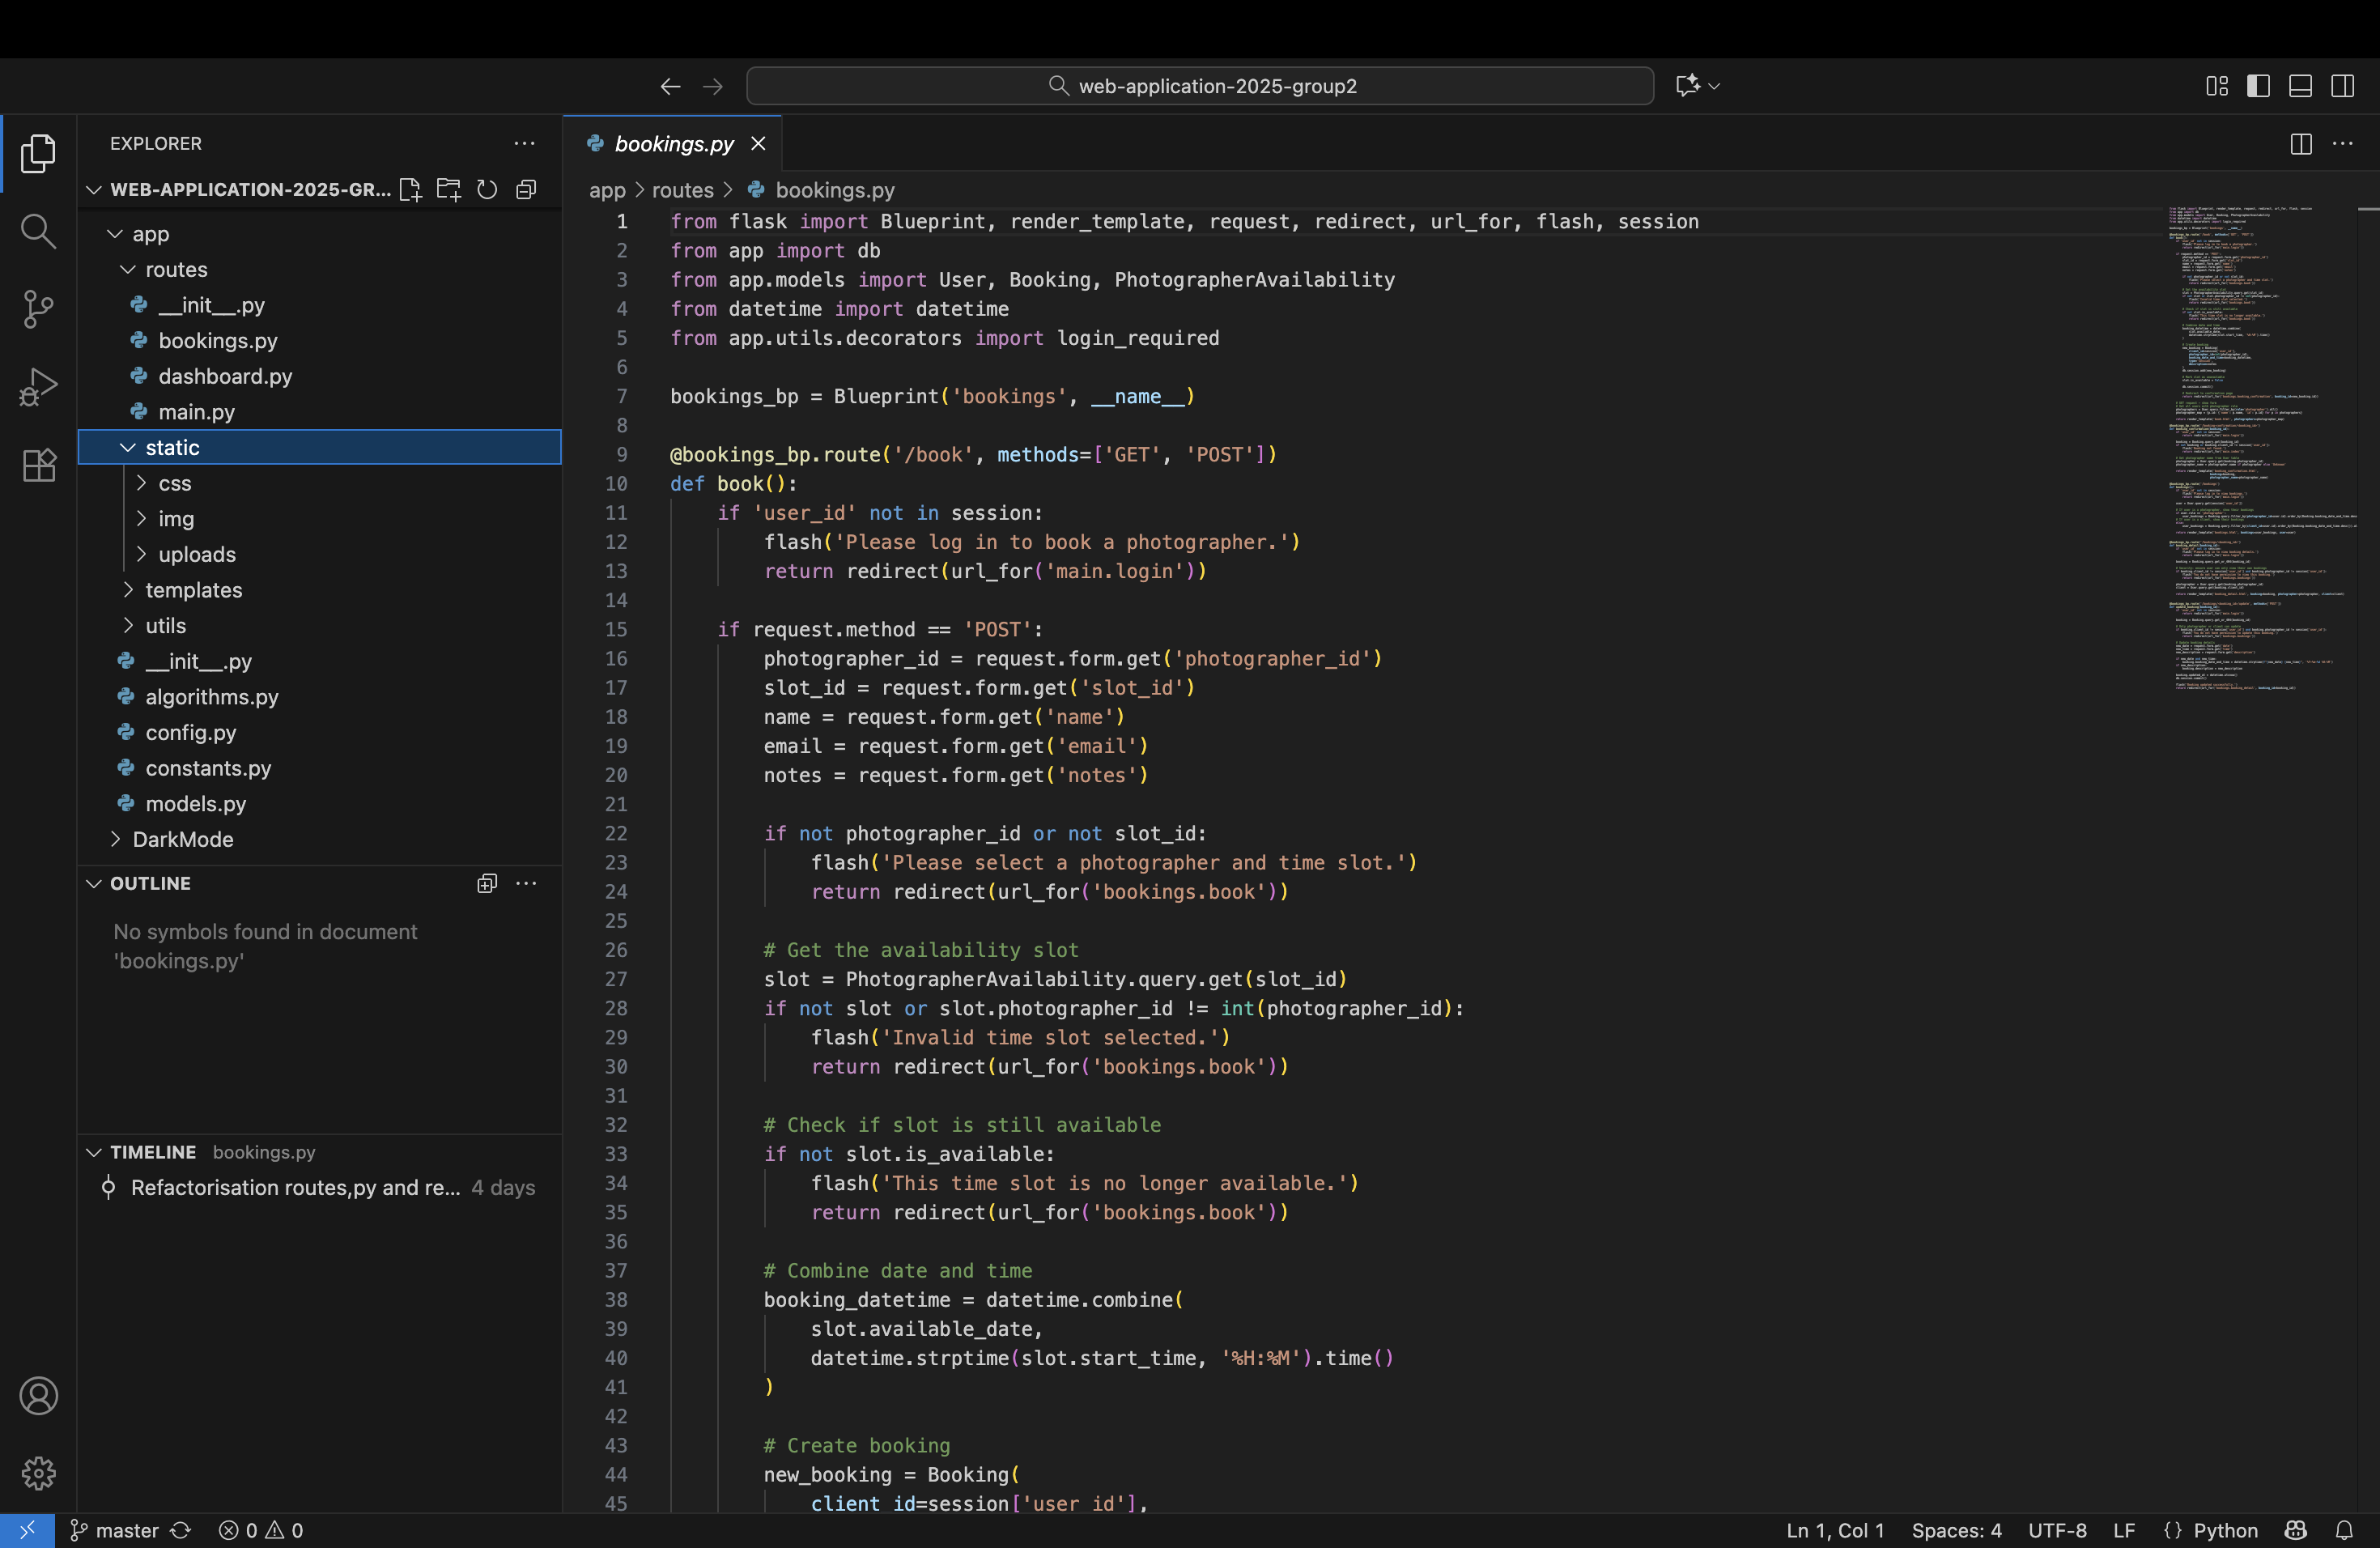 web-application-2025-group2
EXPLORER
WEB-APPLICATION-2025-GR...
app
routes
__init__.py
bookings.py
dashboard.py
main.py
static
css
img
uploads
templates
utils
__init__.py
algorithms.py
config.py
constants.py
models.py
DarkMode
OUTLINE
No symbols found in document
'bookings.py'
TIMELINE bookings.py
Refactorisation routes,py and re... 4 days
bookings.py
app > routes > bookings.py
1 from flask import Blueprint, render_template, request, redirect, url_for, flash, session
2 from app import db
3 from app.models import User, Booking, PhotographerAvailability
4 from datetime import datetime
5 from app.utils.decorators import login_required
6
7 bookings_bp = Blueprint('bookings', __name__)
8
9 @bookings_bp.route('/book', methods=['GET', 'POST'])
10 def book():
11     if 'user_id' not in session:
12         flash('Please log in to book a photographer.')
13         return redirect(url_for('main.login'))
14
15     if request.method == 'POST':
16         photographer_id = request.form.get('photographer_id')
17         slot_id = request.form.get('slot_id')
18         name = request.form.get('name')
19         email = request.form.get('email')
20         notes = request.form.get('notes')
21
22         if not photographer_id or not slot_id:
23             flash('Please select a photographer and time slot.')
24             return redirect(url_for('bookings.book'))
25
26         # Get the availability slot
27         slot = PhotographerAvailability.query.get(slot_id)
28         if not slot or slot.photographer_id != int(photographer_id):
29             flash('Invalid time slot selected.')
30             return redirect(url_for('bookings.book'))
31
32         # Check if slot is still available
33         if not slot.is_available:
34             flash('This time slot is no longer available.')
35             return redirect(url_for('bookings.book'))
36
37         # Combine date and time
38         booking_datetime = datetime.combine(
39             slot.available_date,
40             datetime.strptime(slot.start_time, '%H:%M').time()
41         )
42
43         # Create booking
44         new_booking = Booking(
45             client_id=session['user_id'],
master 0 0
Ln 1, Col 1 Spaces: 4 UTF-8 LF {} Python